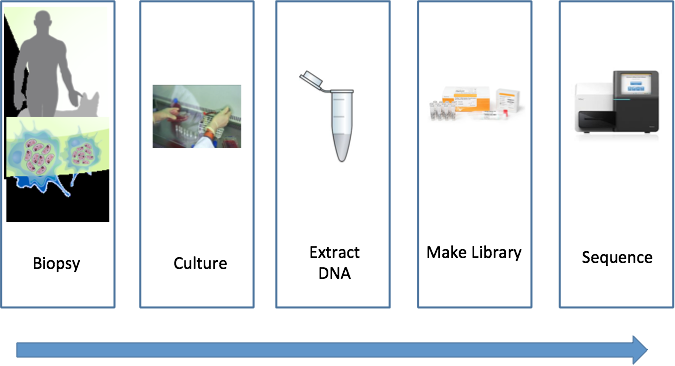 Biopsy
Culture
Extract
DNA
Make Library
Sequence